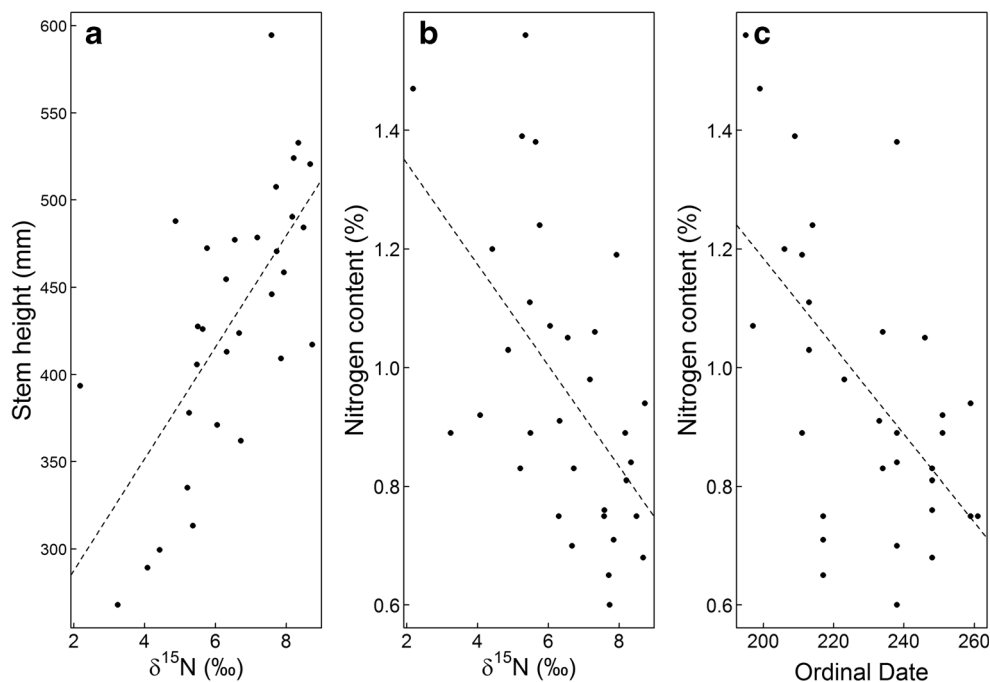 a
600
550
500
450
400
350
300
Stem height (mm)
2 4 6 8
δ¹⁵N (‰)
b
1.4
1.2
1.0
0.8
0.6
Nitrogen content (%)
2 4 6 8
δ¹⁵N (‰)
c
1.4
1.2
1.0
0.8
0.6
Nitrogen content (%)
200 220 240 260
Ordinal Date